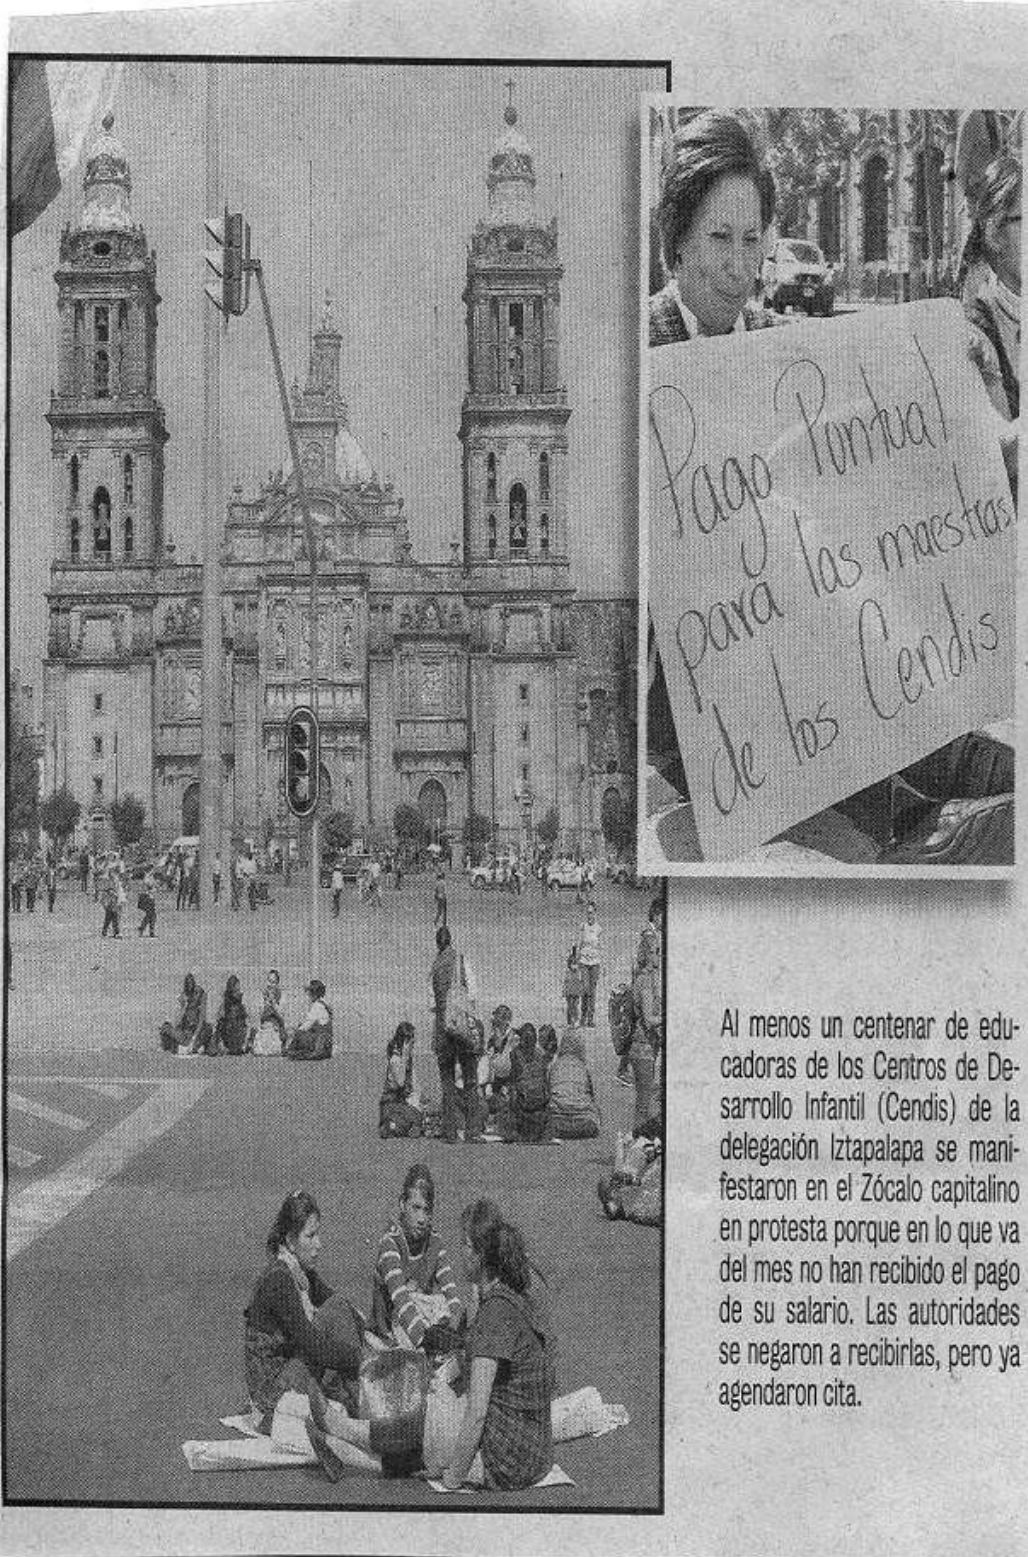 Pago Puntual
para las maestras
de los Cendis
Al menos un centenar de edu-
cadoras de los Centros de De-
sarrollo Infantil (Cendis) de la
delegación Iztapalapa se mani-
festaron en el Zócalo capitalino
en protesta porque en lo que va
del mes no han recibido el pago
de su salario. Las autoridades
se negaron a recibirlas, pero ya
agendaron cita.